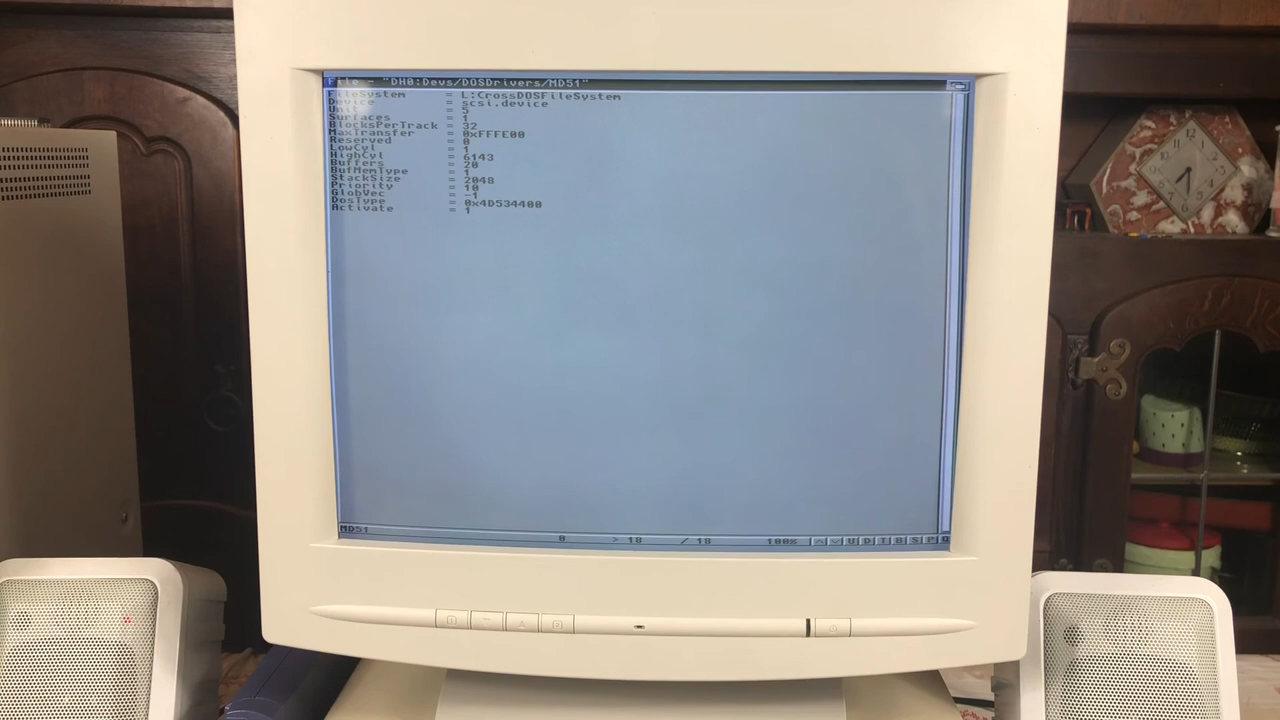 File - "DH0:Devs/DOSDrivers/MD51"
FileSystem = L:CrossDOSFileSystem
Device = scsi.device
Unit = 5
Surfaces = 1
BlocksPerTrack = 32
MaxTransfer = 0xFFFE00
Reserved = 0
LowCyl = 1
HighCyl = 6143
Buffers = 20
BufMemType = 1
StackSize = 2048
Priority = 10
GlobVec = -1
DosType = 0x4D534400
Activate = 1
MD51
0 > 18 / 18 100% U D T B S P Q
12